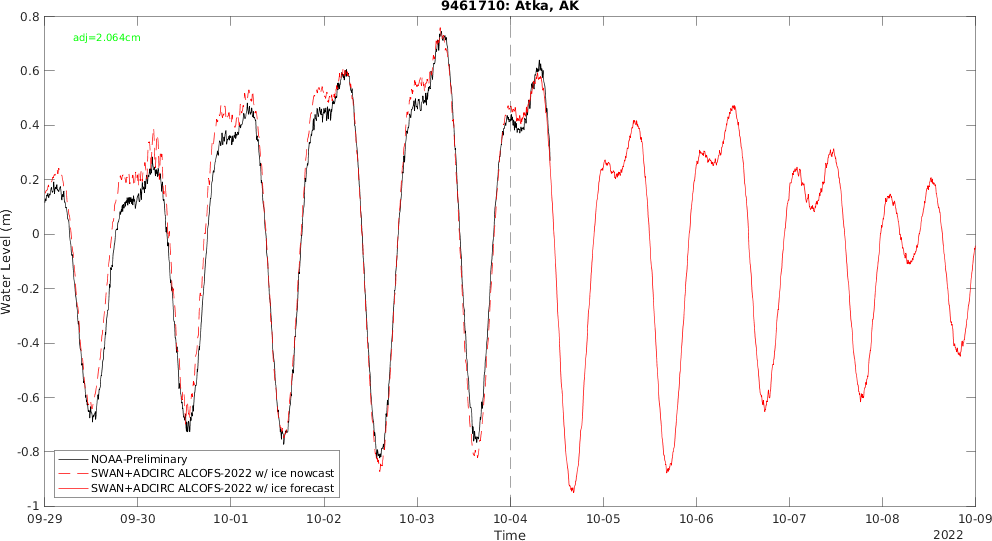 9461710: Atka, AK
adj=2.064cm
0.8
0.6
0.4
0.2
0
-0.2
-0.4
-0.6
-0.8
-1
Water Level (m)
NOAA-Preliminary
SWAN+ADCIRC ALCOFS-2022 w/ ice nowcast
SWAN+ADCIRC ALCOFS-2022 w/ ice forecast
09-29 09-30 10-01 10-02 10-03 10-04 10-05 10-06 10-07 10-08 10-09
Time
2022